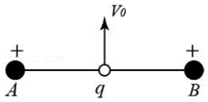 V₀
+ +
A q B